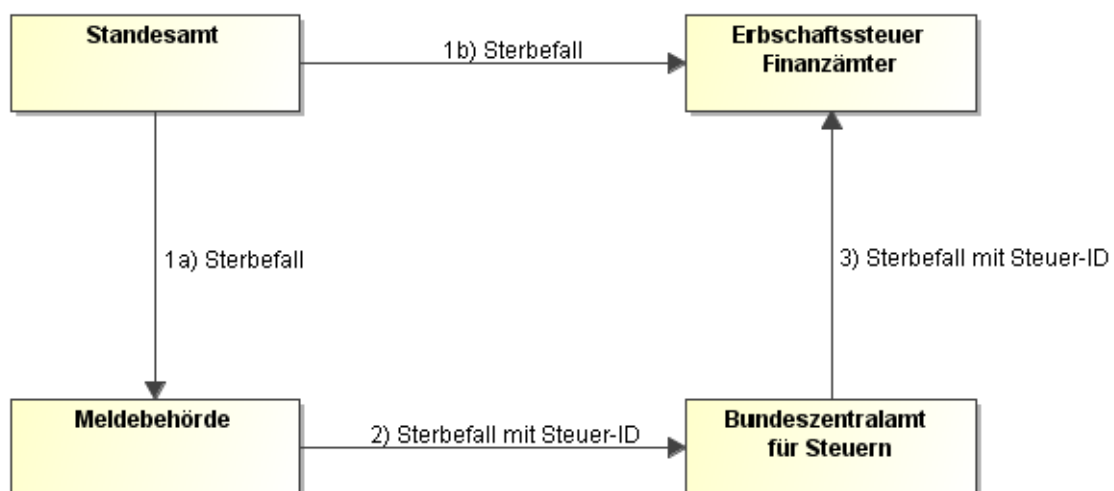 Standesamt
1b) Sterbefall
Erbschaftssteuer
Finanzämter
1a) Sterbefall
3) Sterbefall mit Steuer-ID
Meldebehörde
2) Sterbefall mit Steuer-ID
Bundeszentralamt
für Steuern